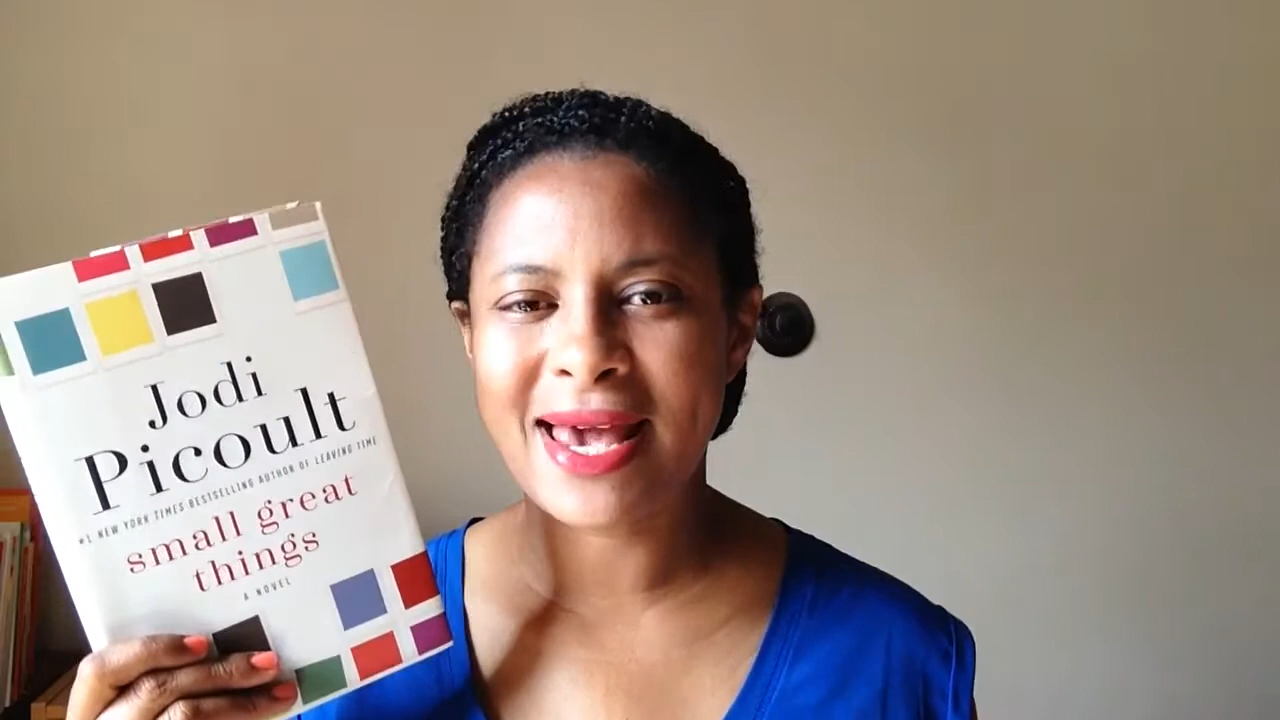 Jodi
Picoult
#1 NEW YORK TIMES BESTSELLING AUTHOR OF LEAVING TIME
small great
things
A NOVEL